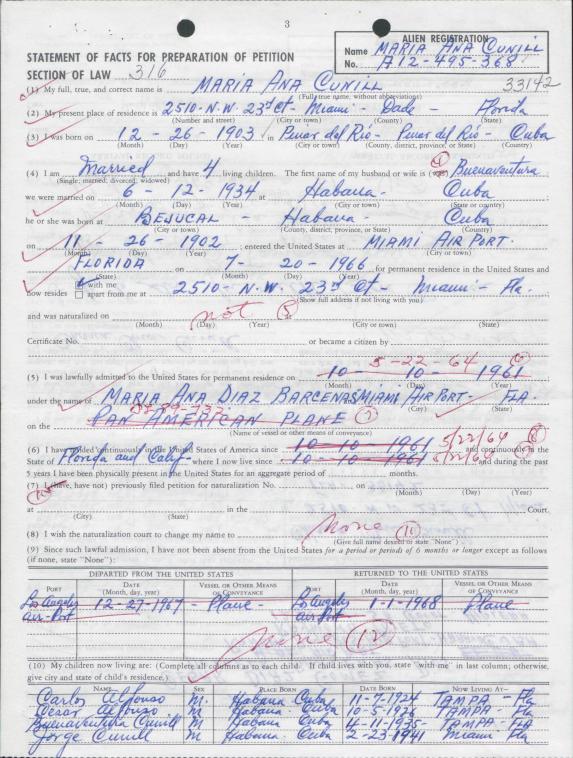 3
ALIEN REGISTRATION
Name MARIA ANA CUNILL
No. A12-495-368
STATEMENT OF FACTS FOR PREPARATION OF PETITION
SECTION OF LAW 316
33142
(1) My full, true, and correct name is MARIA ANA CUNILL
(Full true name, without abbreviations)
(2) My present place of residence is 2510-N.W. 23rd Ct. Miami - Dade - Florida
(Number and street) (City or town) (County) (State)
(3) I was born on 12 - 26 - 1903 in Pinar del Rio - Pinar del Rio - Cuba
(Month) (Day) (Year) (City or town) (County, district, province, or state) (Country)
(4) I am Married and have 4 living children. The first name of my husband or wife is Buenaventura
(Single; married; divorced; widowed)
we were married on 6 - 12 - 1934 at Habana - Cuba
(Month) (Day) (Year) (City or town) (State or country)
he or she was born at BEJUCAL - Habana - Cuba
(City or town) (County, district, province, or State) (Country)
on 11 - 26 - 1902; entered the United States at MIAMI AIR PORT.
(Month) (Day) (Year) (City or town)
FLORIDA on 7 - 20 - 1966 for permanent residence in the United States and
(State) (Month) (Day) (Year)
now resides with me
apart from me at 2510 - N.W. 23rd Ct - Miami - Fla.
(Show full address if not living with you)
and was naturalized on not (5) at
(Month) (Day) (Year) (City or town) (State)
Certificate No. or became a citizen by
5-22-64 (6)
(5) I was lawfully admitted to the United States for permanent residence on 10 - 10 - 1961
(Month) (Day) (Year)
under the name of MARIA ANA DIAZ BARCENAS MIAMI AIR PORT - FLA.
(City) (State)
on the PAN AMERICAN PLANE (7)
(Name of vessel or other means of conveyance)
(6) I have resided continuously in the United States since 10 - 10 - 1961 5/22/64 (8) and continuously in the
State of Florida and Calif. where I now live since 10 - 10 - 1961 and during the past
5 years I have been physically present in the United States for an aggregate period of months.
(7) I (have, have not) previously filed petition for naturalization No. on
(Month) (Day) (Year)
at in the Court.
(City) (State)
(8) I wish the naturalization court to change my name to None (11)
(Give full name desired or state "None")
(9) Since such lawful admission, I have not been absent from the United States for a period or periods of 6 months or longer except as follows
(if none, state "None"):
DEPARTED FROM THE UNITED STATES RETURNED TO THE UNITED STATES
PORT DATE (Month, day, year) VESSEL OR OTHER MEANS OF CONVEYANCE PORT DATE (Month, day, year) VESSEL OR OTHER MEANS OF CONVEYANCE
Los Angeles Air-Port 12-27-1967 - Plane - Los Angeles Air Port 1-1-1968 Plane
None (12)
(10) My children now living are: (Complete all columns as to each child. If child lives with you, state "with me" in last column; otherwise,
give city and state of child's residence.)
NAME SEX PLACE BORN DATE BORN NOW LIVING AT-
Carlos Alfonso M. Habana Cuba 11-9-1924 TAMPA - Fla
Cesar Alfonso M Habana Cuba TAMPA - Fla
Buenaventura Cunill M Habana Cuba 4-11-1935- TAMPA - FLA
Jorge Cunill M Habana Cuba 2-23-1941 Miami - Fla